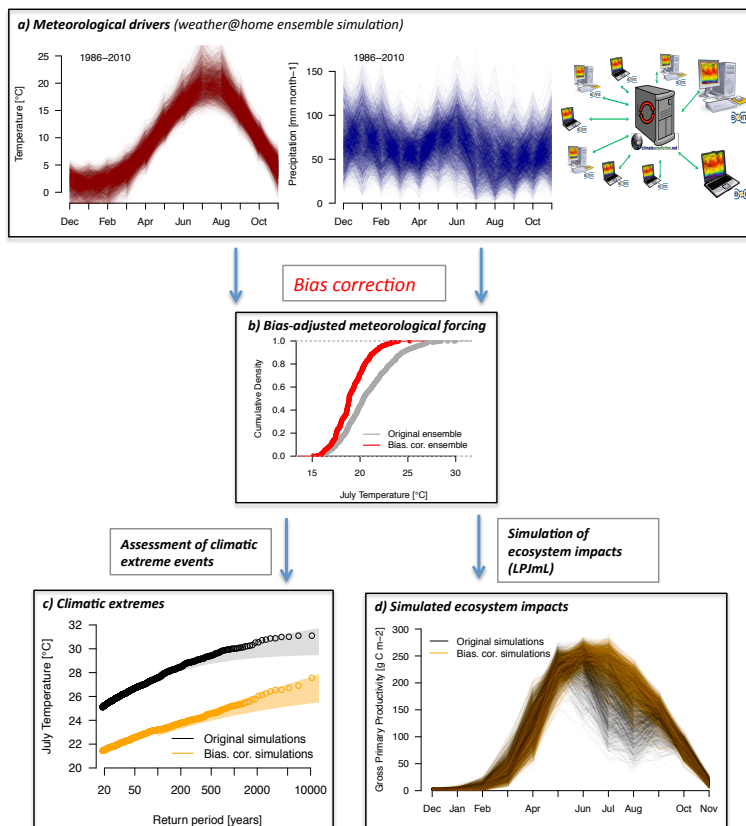 a) Meteorological drivers (weather@home ensemble simulation)
1986−2010
Temperature [°C]
25
20
15
10
5
0
Dec Feb Apr Jun Aug Oct
1986−2010
Precipitation [mm month−1]
150
100
50
0
Dec Feb Apr Jun Aug Oct
climateprediction.net
Bias correction
b) Bias-adjusted meteorological forcing
Cumulative Density
1.0
0.8
0.6
0.4
0.2
0.0
Original ensemble
Bias. cor. ensemble
15 20 25 30
July Temperature [°C]
Assessment of climatic
extreme events
Simulation of
ecosystem impacts
(LPJmL)
c) Climatic extremes
July Temperature [°C]
32
30
28
26
24
22
20
Original simulations
Bias. cor. simulations
20 50 200 500 2000 10000
Return period [years]
d) Simulated ecosystem impacts
Gross Primary Productivity [g C m−2]
300
250
200
150
100
50
0
Original simulations
Bias. cor. simulations
Dec Jan Feb Apr Jun Jul Aug Oct Nov